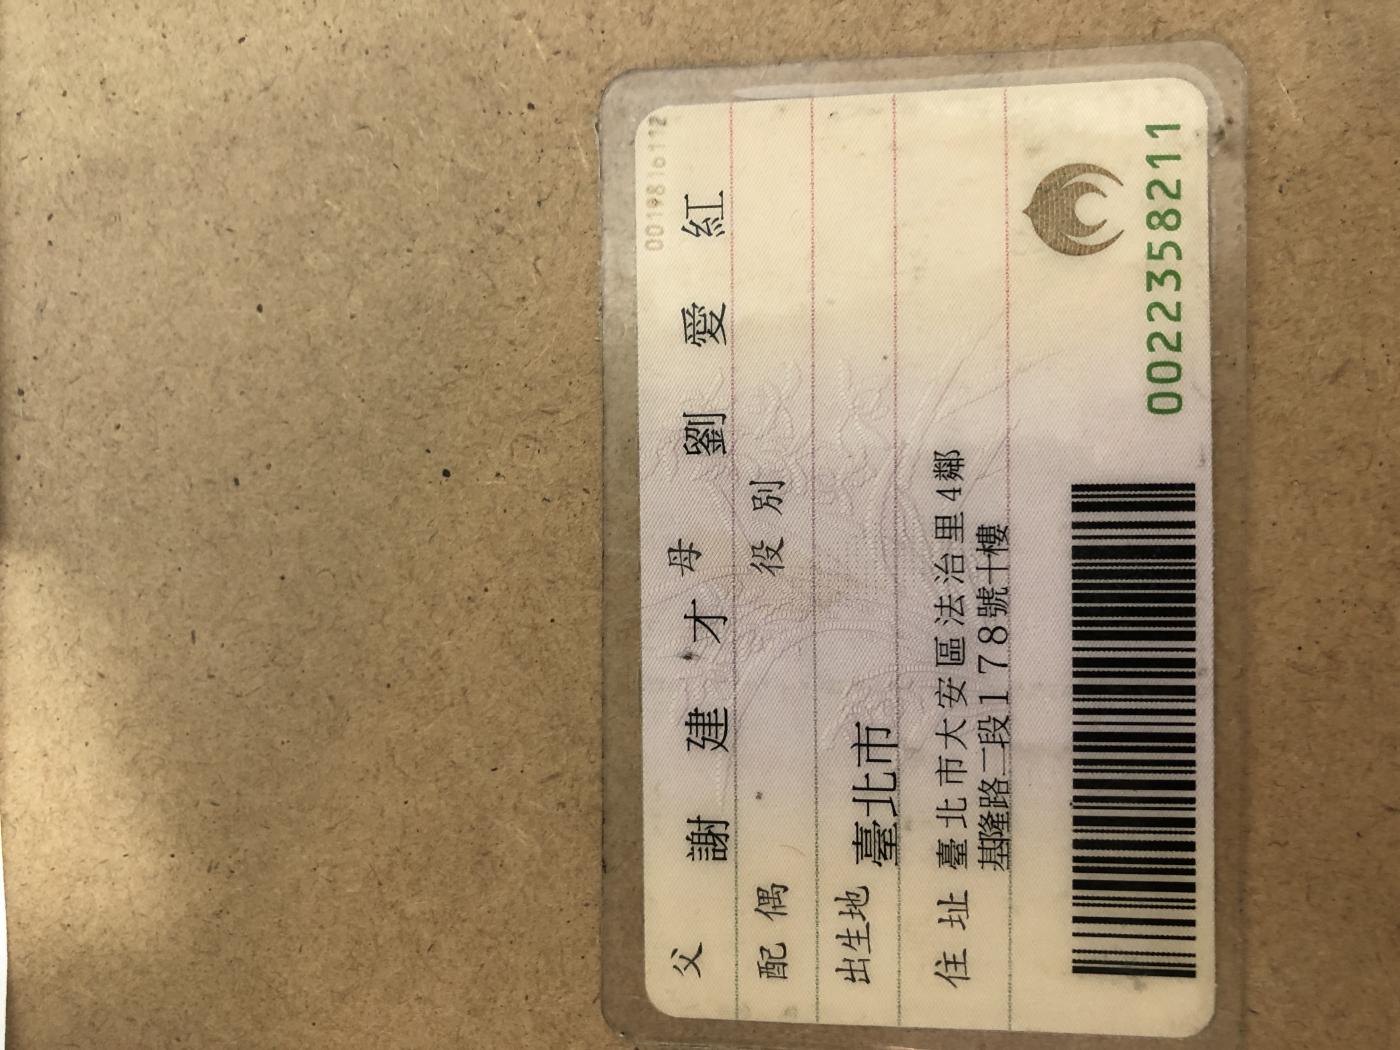 0019816112
父 謝 建 才 母 劉 愛 紅
配 偶 役 別
出生地 臺北市
住 址 臺北市大安區法治里4鄰
基隆路二段178號十樓
0022358211